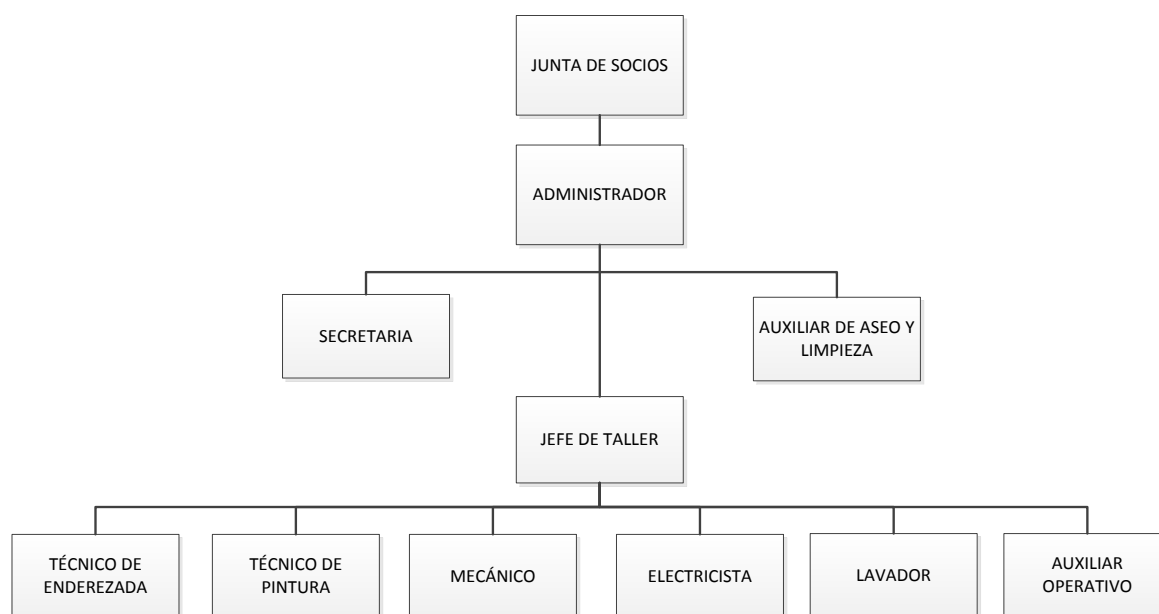 JUNTA DE SOCIOS
ADMINISTRADOR
SECRETARIA
AUXILIAR DE ASEO Y
LIMPIEZA
JEFE DE TALLER
TÉCNICO DE
ENDEREZADA
TÉCNICO DE
PINTURA
MECÁNICO
ELECTRICISTA
LAVADOR
AUXILIAR
OPERATIVO